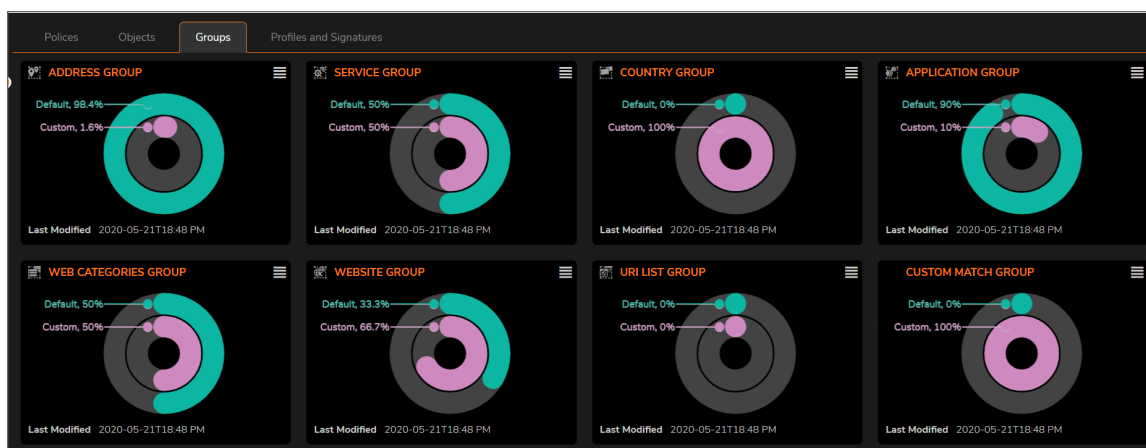 Polices Objects Groups Profiles and Signatures
ADDRESS GROUP
Default, 98.4%
Custom, 1.6%
Last Modified 2020-05-21T18:48 PM
SERVICE GROUP
Default, 50%
Custom, 50%
Last Modified 2020-05-21T18:48 PM
COUNTRY GROUP
Default, 0%
Custom, 100%
Last Modified 2020-05-21T18:48 PM
APPLICATION GROUP
Default, 90%
Custom, 10%
Last Modified 2020-05-21T18:48 PM
WEB CATEGORIES GROUP
Default, 50%
Custom, 50%
Last Modified 2020-05-21T18:48 PM
WEBSITE GROUP
Default, 33.3%
Custom, 66.7%
Last Modified 2020-05-21T18:48 PM
URI LIST GROUP
Default, 0%
Custom, 0%
Last Modified 2020-05-21T18:48 PM
CUSTOM MATCH GROUP
Default, 0%
Custom, 100%
Last Modified 2020-05-21T18:48 PM